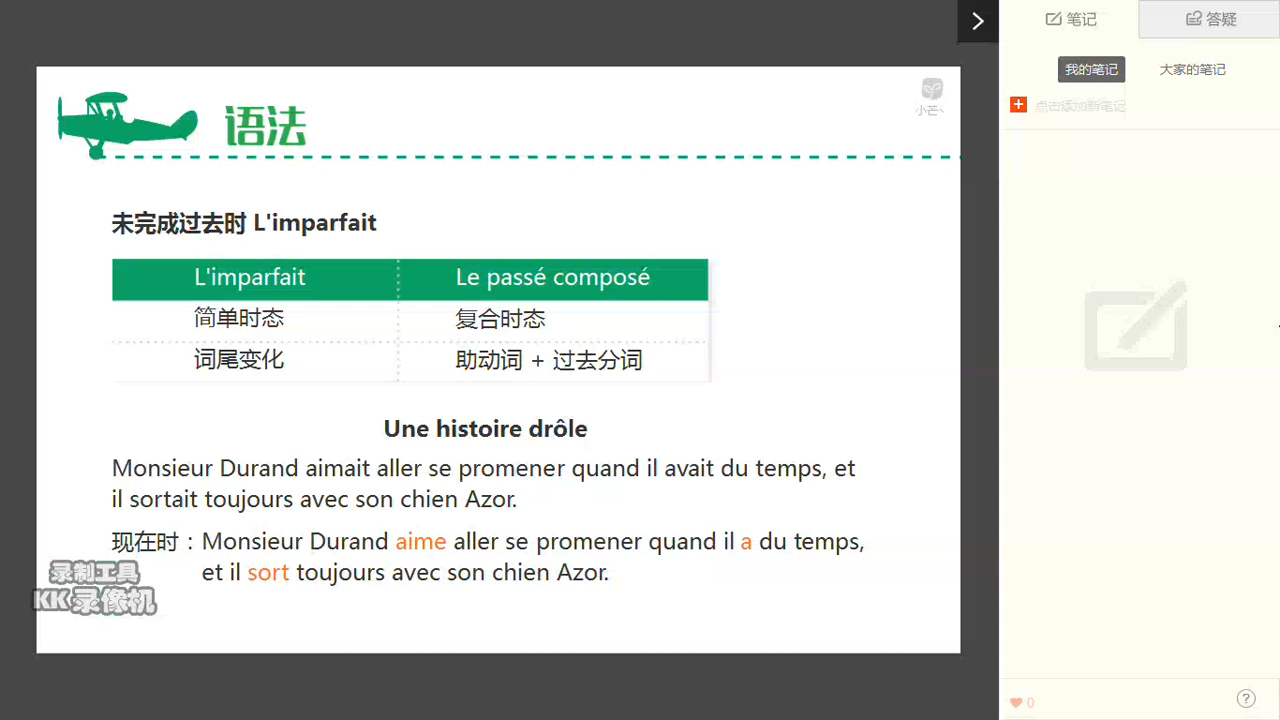 笔记
答疑
我的笔记
大家的笔记
点击添加新笔记
小芒丶
语法
未完成过去时 L'imparfait
L'imparfait Le passé composé
简单时态 复合时态
词尾变化 助动词 + 过去分词
Une histoire drôle
Monsieur Durand aimait aller se promener quand il avait du temps, et
il sortait toujours avec son chien Azor.
现在时：Monsieur Durand aime aller se promener quand il a du temps,
et il sort toujours avec son chien Azor.
录制工具
KK录像机
0
?